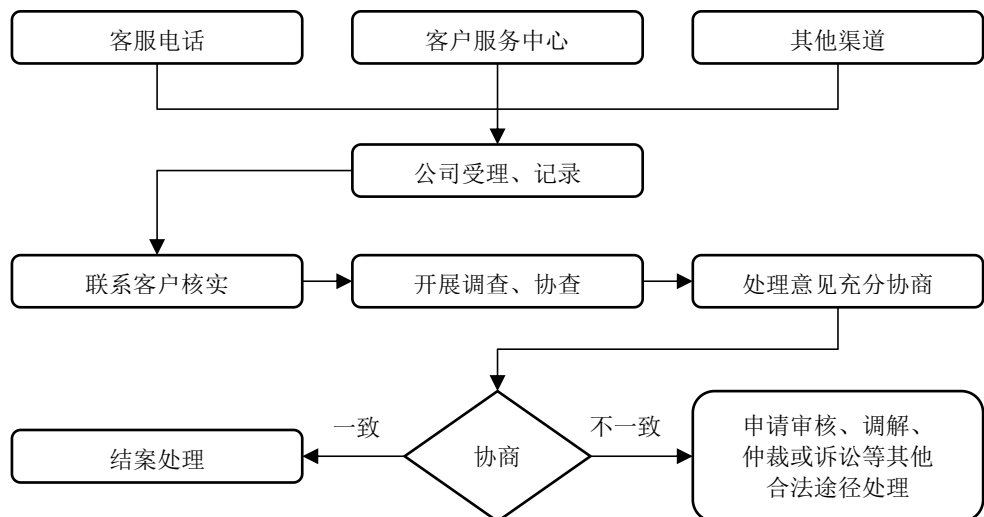 客服电话
客户服务中心
其他渠道
公司受理、记录
联系客户核实
开展调查、协查
处理意见充分协商
一致
不一致
结案处理
协商
申请审核、调解、
仲裁或诉讼等其他
合法途径处理